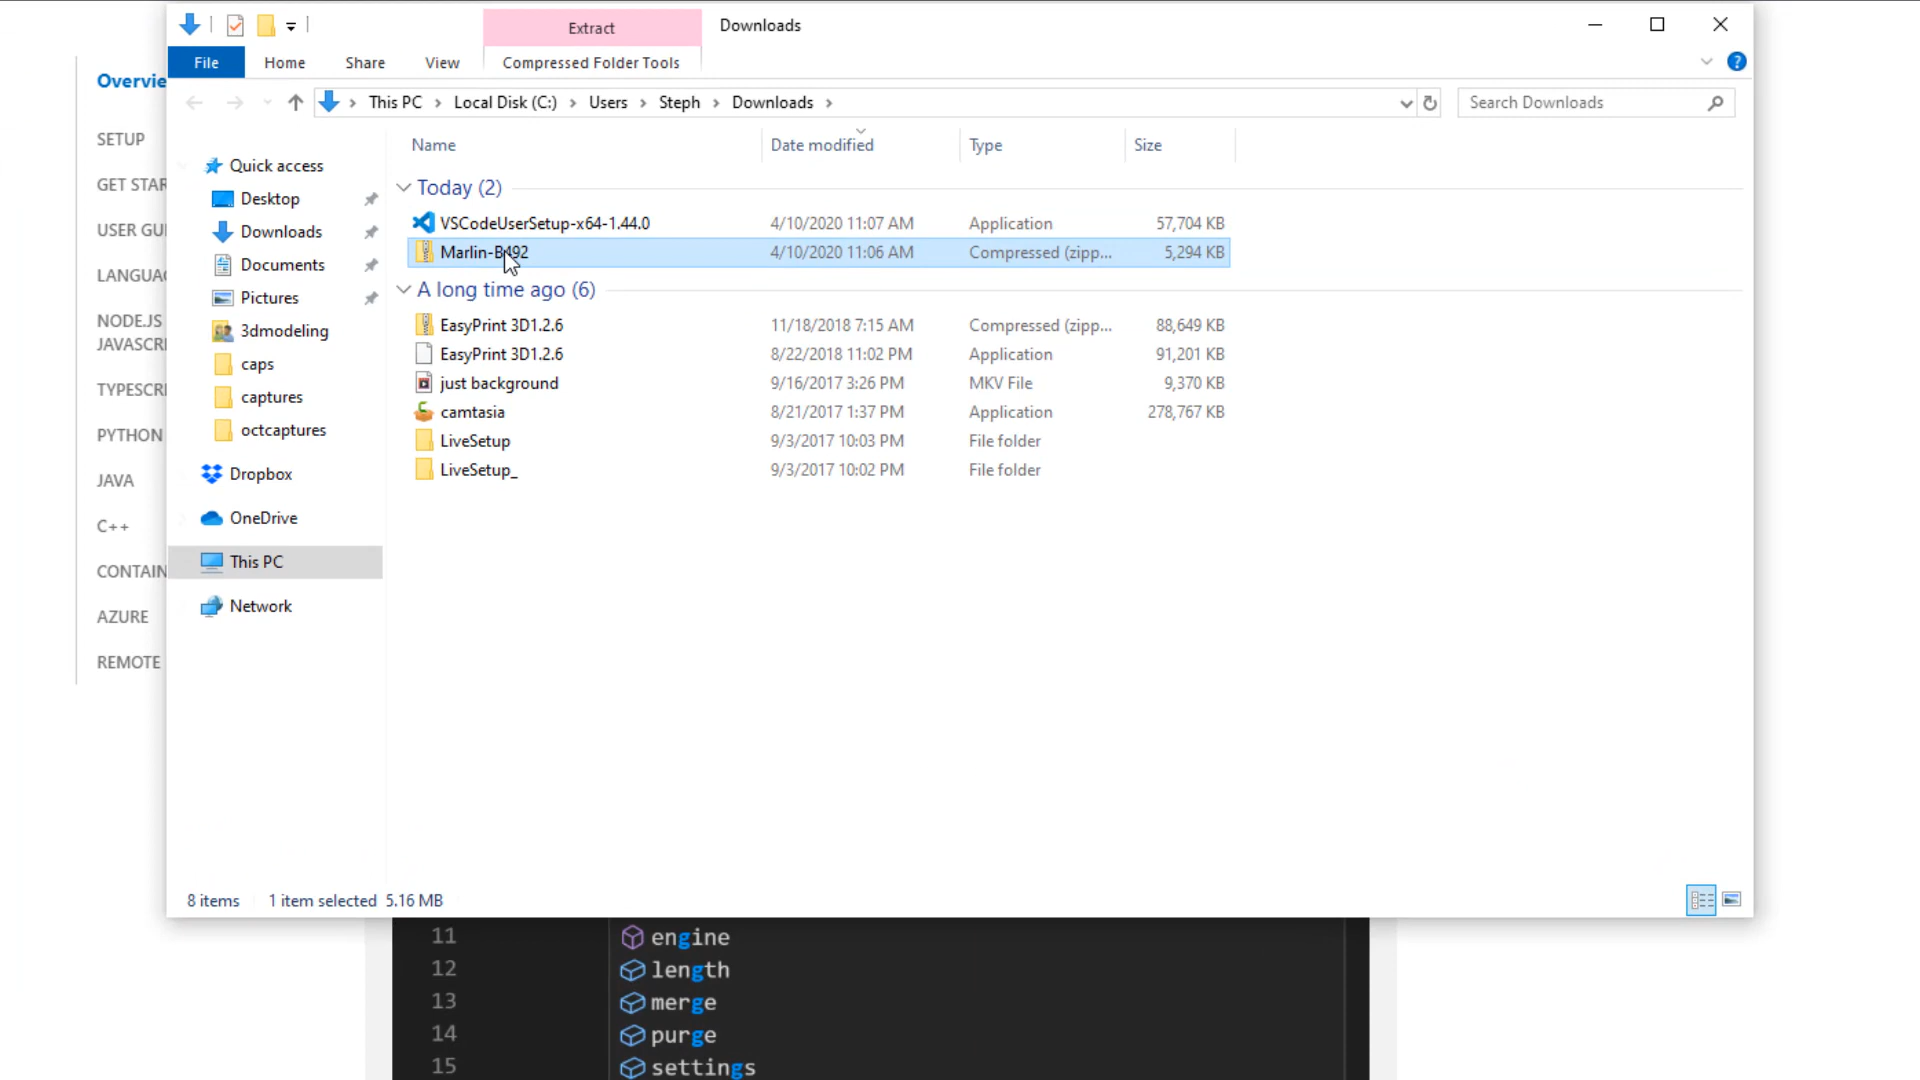 Extract
Downloads
File
Home
Share
View
Compressed Folder Tools
This PC
Local Disk (C:)
Users
Steph
Downloads
Search Downloads
Name
Date modified
Type
Size
Quick access
Desktop
Downloads
Documents
Pictures
3dmodeling
caps
captures
octcaptures
Dropbox
OneDrive
This PC
Network
Today (2)
VSCodeUserSetup-x64-1.44.0 4/10/2020 11:07 AM Application 57,704 KB
Marlin-B492 4/10/2020 11:06 AM Compressed (zipp... 5,294 KB
A long time ago (6)
EasyPrint 3D1.2.6 11/18/2018 7:15 AM Compressed (zipp... 88,649 KB
EasyPrint 3D1.2.6 8/22/2018 11:02 PM Application 91,201 KB
just background 9/16/2017 3:26 PM MKV File 9,370 KB
camtasia 8/21/2017 1:37 PM Application 278,767 KB
LiveSetup 9/3/2017 10:03 PM File folder
LiveSetup_ 9/3/2017 10:02 PM File folder
8 items 1 item selected 5.16 MB
Overvie
SETUP
GET STAR
USER GUI
LANGUAG
NODE.JS
JAVASCRI
TYPESCRI
PYTHON
JAVA
C++
CONTAIN
AZURE
REMOTE
11 engine
12 length
13 merge
14 purge
15 settings